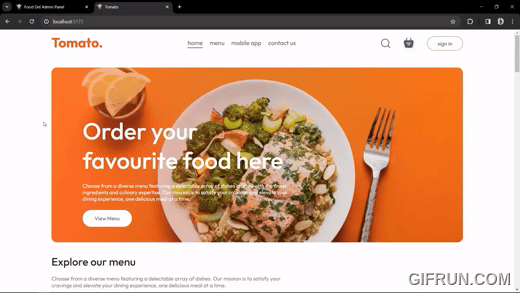 Food Del Admin Panel
Tomato
localhost:5173
Tomato.
home menu mobile app contact us
sign in
Order your
favourite food here
Choose from a diverse menu featuring a delectable array of dishes crafted with the finest
ingredients and culinary expertise. Our mission is to satisfy your cravings and elevate your
dining experience, one delicious meal at a time.
View Menu
Explore our menu
Choose from a diverse menu featuring a delectable array of dishes. Our mission is to satisfy your
cravings and elevate your dining experience, one delicious meal at a time.
GIFRUN.COM